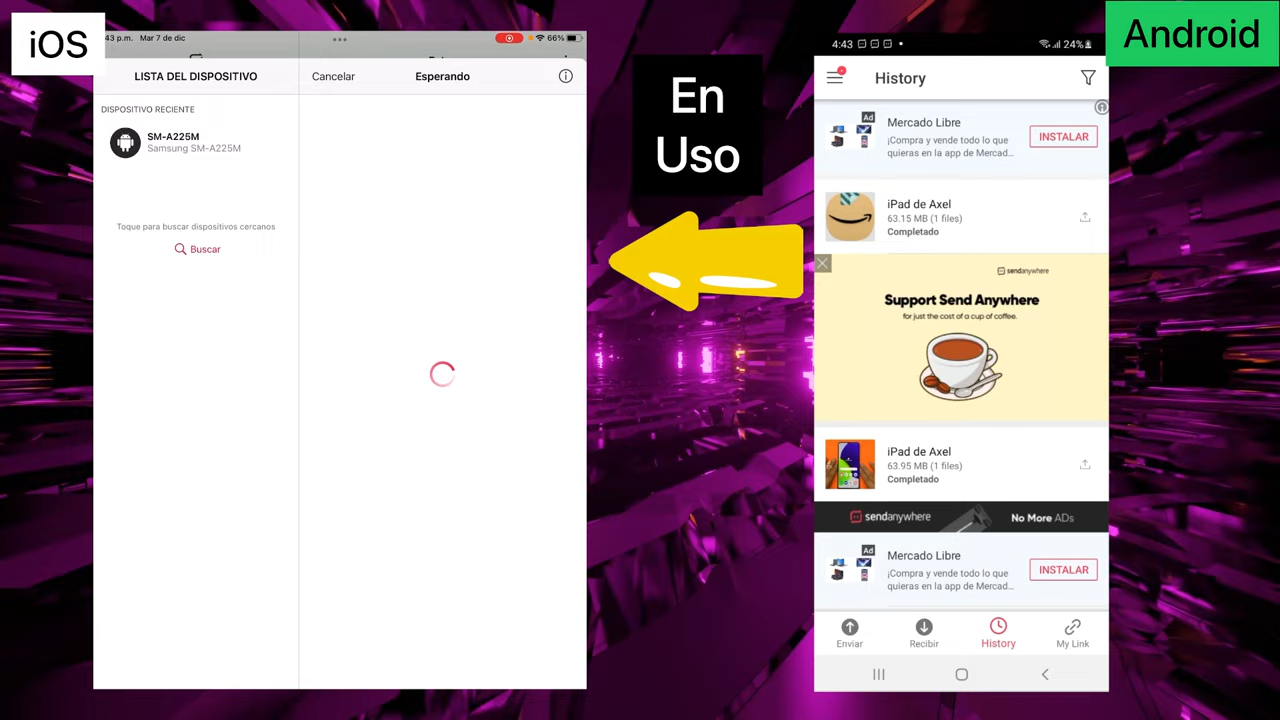 iOS
43 p.m. Mar 7 de dic
66%
LISTA DEL DISPOSITIVO
Cancelar
Esperando
DISPOSITIVO RECIENTE
SM-A225M
Samsung SM-A225M
Toque para buscar dispositivos cercanos
Buscar
En
Uso
Android
4:43
24%
History
Ad
Mercado Libre
INSTALAR
¡Compra y vende todo lo que
quieras en la app de Mercad...
iPad de Axel
63.15 MB (1 files)
Completado
sendanywhere
Support Send Anywhere
for just the cost of a cup of coffee.
iPad de Axel
63.95 MB (1 files)
Completado
sendanywhere
No More ADs
Ad
Mercado Libre
INSTALAR
¡Compra y vende todo lo que
quieras en la app de Mercad...
Enviar
Recibir
History
My Link